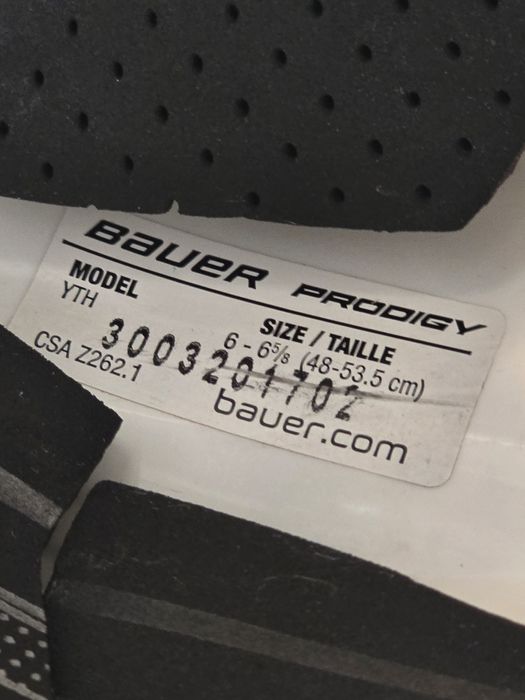 BAUER PRODIGY
MODEL SIZE / TAILLE
YTH 6 - 6⅝ (48-53.5 cm)
3003201702
CSA Z262.1
bauer.com